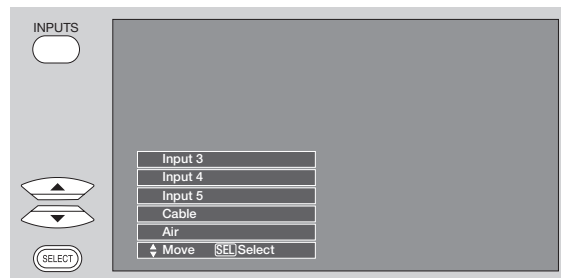 INPUTS
Input 3
Input 4
Input 5
Cable
Air
Move SEL Select
SELECT